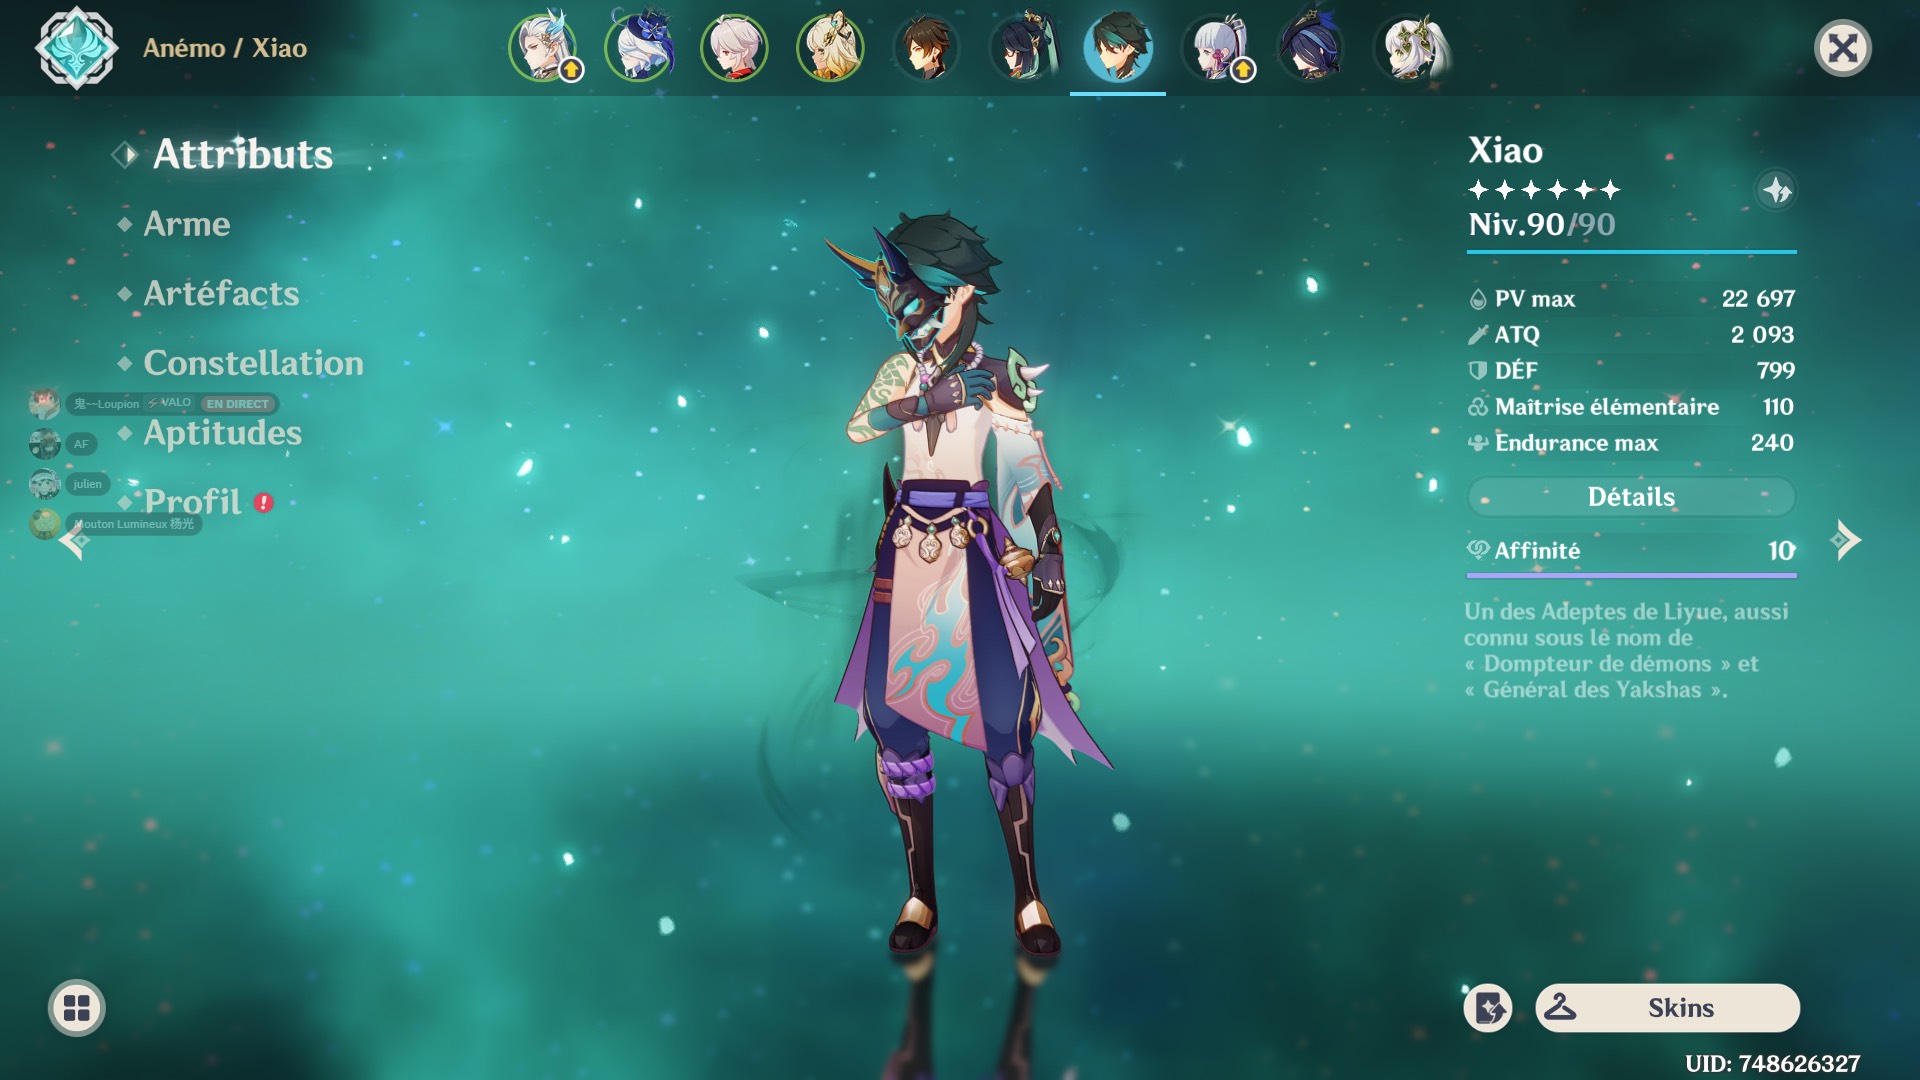 Anémo / Xiao
Attributs
Arme
Artéfacts
Constellation
鬼~~Loupion
VALO
EN DIRECT
Aptitudes
AF
julien
Profil
Mouton Lumineux 杨光
Xiao
Niv.90/90
PV max 22 697
ATQ 2 093
DÉF 799
Maîtrise élémentaire 110
Endurance max 240
Détails
Affinité 10
Un des Adeptes de Liyue, aussi
connu sous le nom de
« Dompteur de démons » et
« Général des Yakshas ».
Skins
UID: 748626327